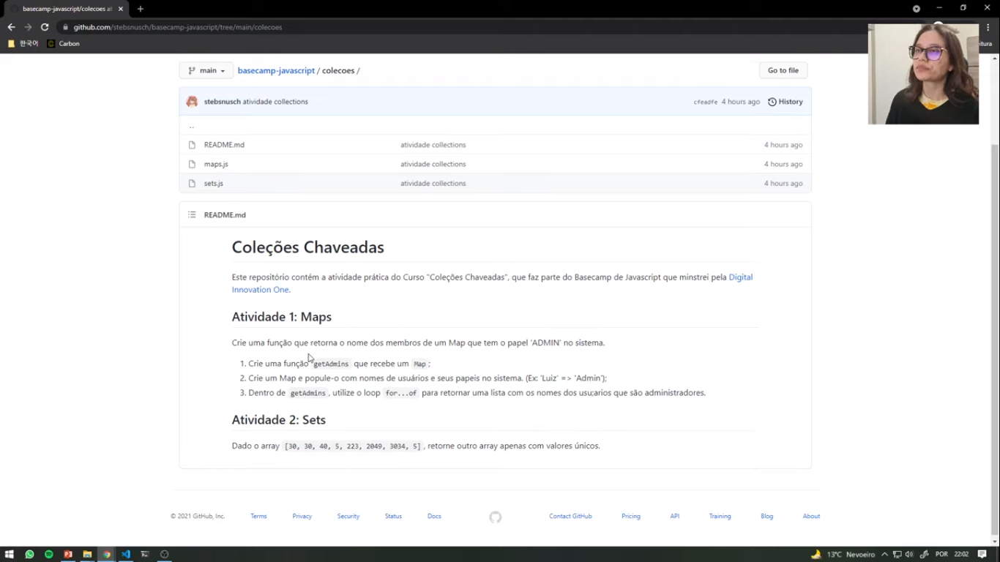 basecamp-javascript/colecoes at
github.com/stebsnusch/basecamp-javascript/tree/main/colecoes
한국어 Carbon itura
main basecamp-javascript / colecoes / Go to file
stebsnusch atividade collections cfeadfe 4 hours ago History
..
README.md atividade collections 4 hours ago
maps.js atividade collections 4 hours ago
sets.js atividade collections 4 hours ago
README.md
Coleções Chaveadas
Este repositório contém a atividade prática do Curso "Coleções Chaveadas", que faz parte do Basecamp de Javascript que minstrei pela Digital
Innovation One.
Atividade 1: Maps
Crie uma função que retorna o nome dos membros de um Map que tem o papel 'ADMIN' no sistema.
1. Crie uma função getAdmins que recebe um Map;
2. Crie um Map e popule-o com nomes de usuários e seus papeis no sistema. (Ex: 'Luiz' => 'Admin');
3. Dentro de getAdmins, utilize o loop for...of para retornar uma lista com os nomes dos usu;arios que são administradores.
Atividade 2: Sets
Dado o array [30, 30, 40, 5, 223, 2049, 3034, 5], retorne outro array apenas com valores únicos.
© 2021 GitHub, Inc. Terms Privacy Security Status Docs Contact GitHub Pricing API Training Blog About
13°C Nevoeiro POR 22:02